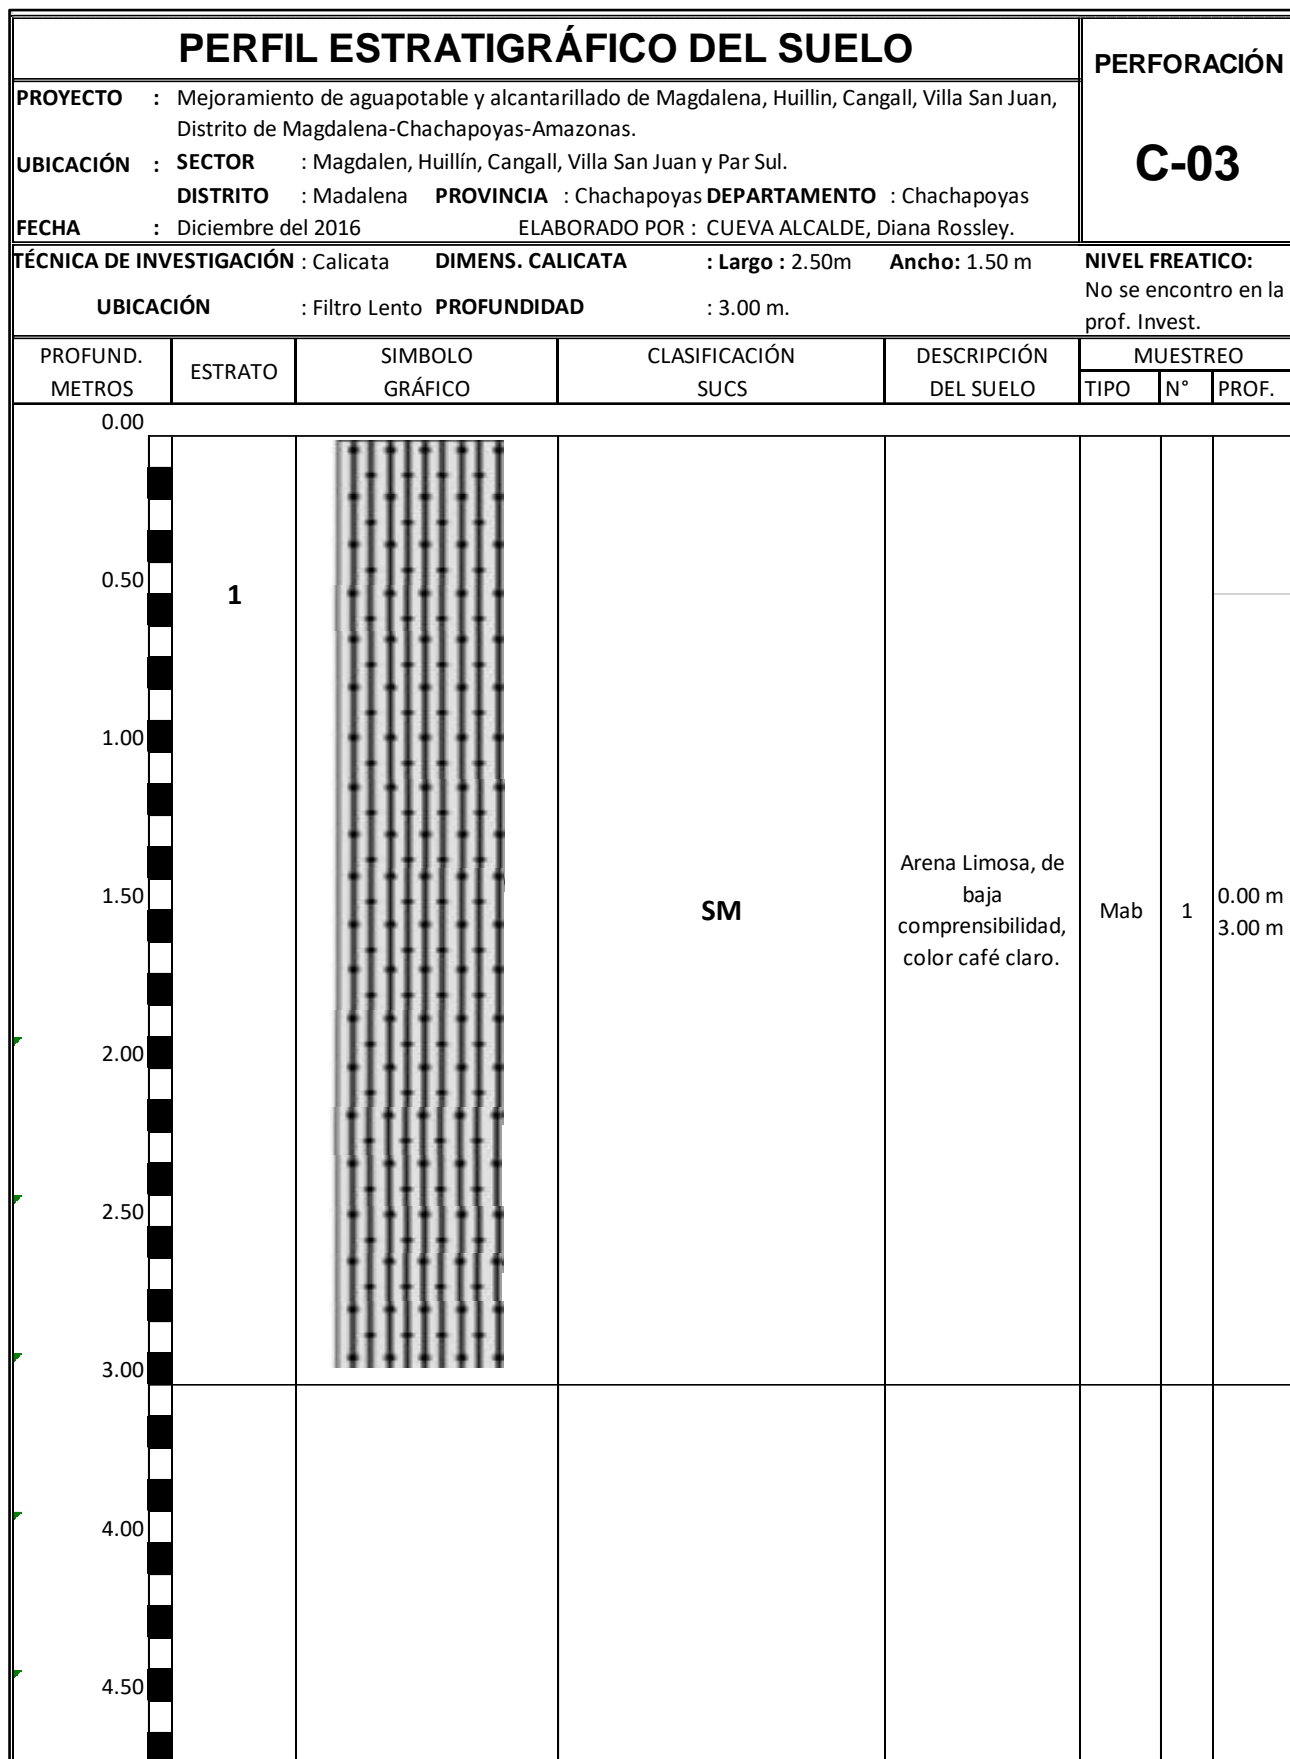 PERFIL ESTRATIGRÁFICO DEL SUELO
PERFORACIÓN
C-03
PROYECTO : Mejoramiento de aguapotable y alcantarillado de Magdalena, Huillin, Cangall, Villa San Juan,
Distrito de Magdalena-Chachapoyas-Amazonas.
UBICACIÓN : SECTOR : Magdalen, Huillín, Cangall, Villa San Juan y Par Sul.
DISTRITO : Madalena PROVINCIA : Chachapoyas DEPARTAMENTO : Chachapoyas
FECHA : Diciembre del 2016 ELABORADO POR : CUEVA ALCALDE, Diana Rossley.
TÉCNICA DE INVESTIGACIÓN : Calicata DIMENS. CALICATA : Largo : 2.50m Ancho: 1.50 m
UBICACIÓN : Filtro Lento PROFUNDIDAD : 3.00 m.
NIVEL FREATICO:
No se encontro en la
prof. Invest.
PROFUND.
METROS
ESTRATO
SIMBOLO
GRÁFICO
CLASIFICACIÓN
SUCS
DESCRIPCIÓN
DEL SUELO
MUESTREO
TIPO N° PROF.
0.00
0.50
1.00
1.50
2.00
2.50
3.00
4.00
4.50
1
SM
Arena Limosa, de
baja
comprensibilidad,
color café claro.
Mab
1
0.00 m
3.00 m